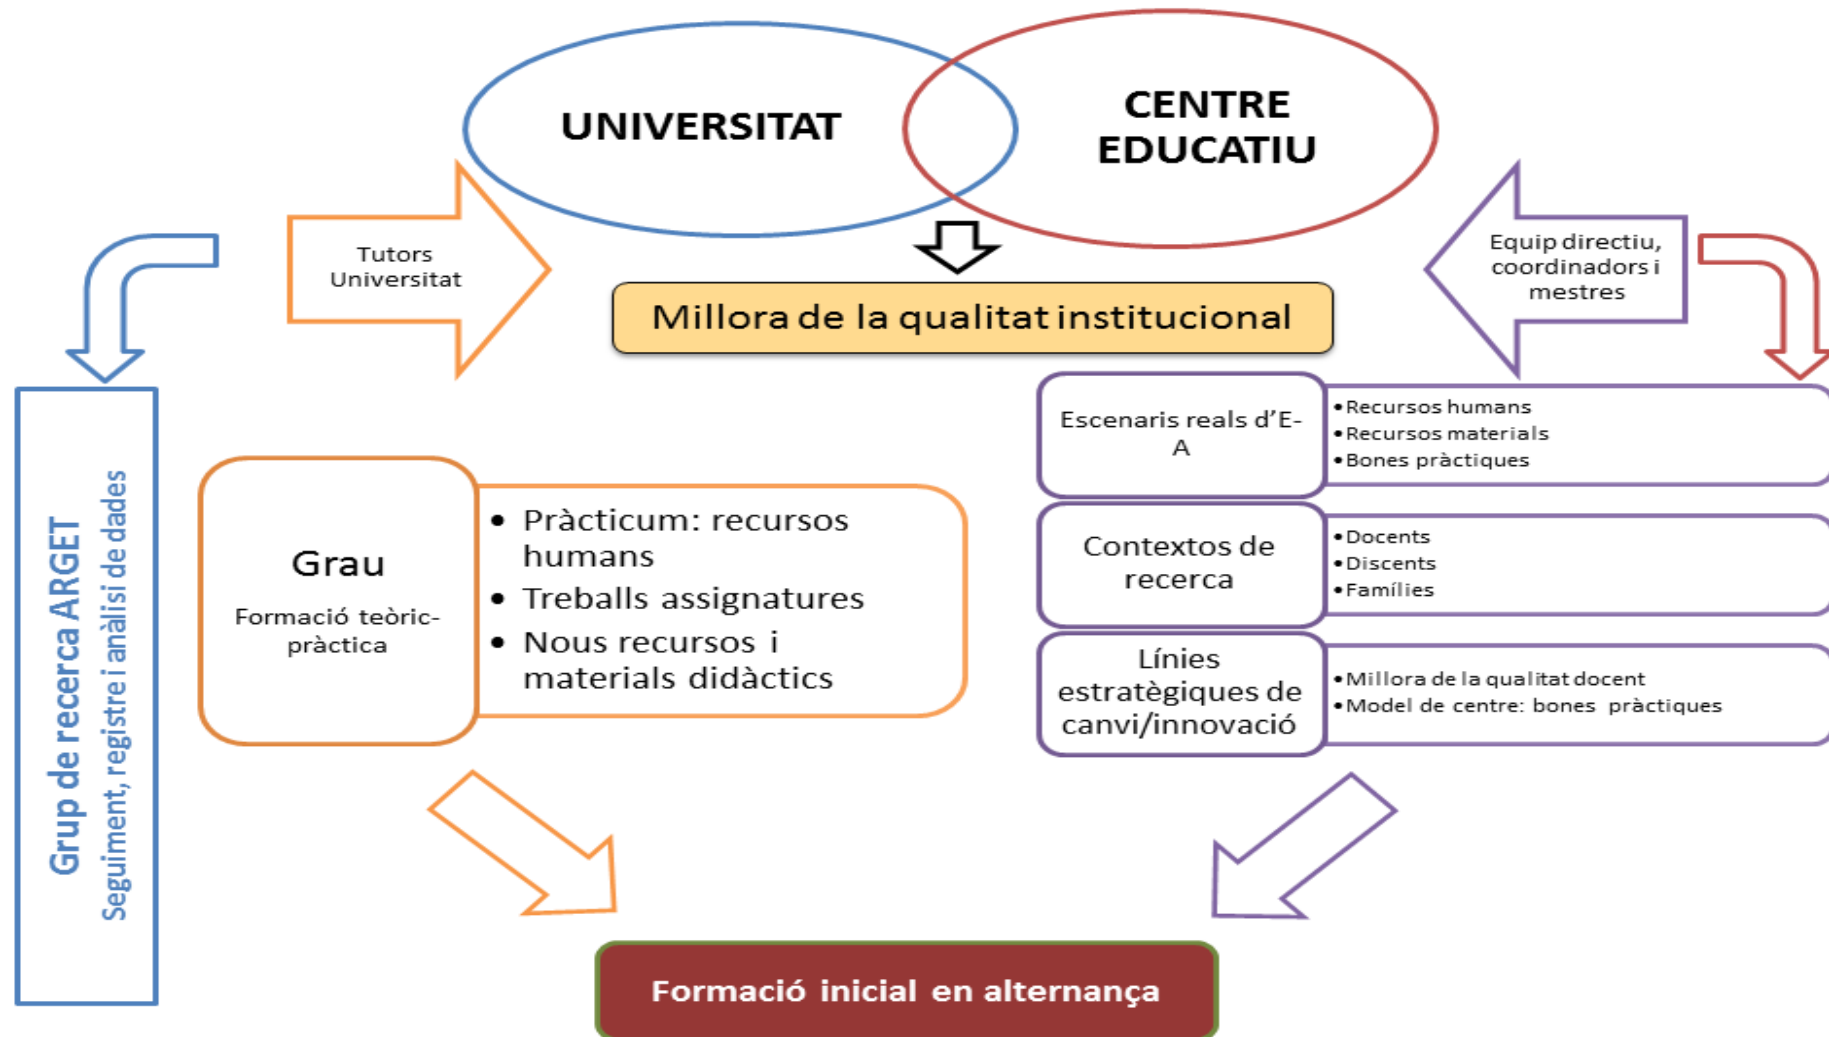 UNIVERSITAT
CENTRE
EDUCATIU
Tutors
Universitat
Equip directiu,
coordinadors i
mestres
Millora de la qualitat institucional
Grup de recerca ARGET
Seguiment, registre i anàlisi de dades
Grau
Formació teòric-
pràctica
• Pràcticum: recursos
humans
• Treballs assignatures
• Nous recursos i
materials didàctics
Escenaris reals d’E-
A
• Recursos humans
• Recursos materials
• Bones pràctiques
Contextos de
recerca
• Docents
• Discents
• Famílies
Línies
estratègiques de
canvi/innovació
• Millora de la qualitat docent
• Model de centre: bones pràctiques
Formació inicial en alternança